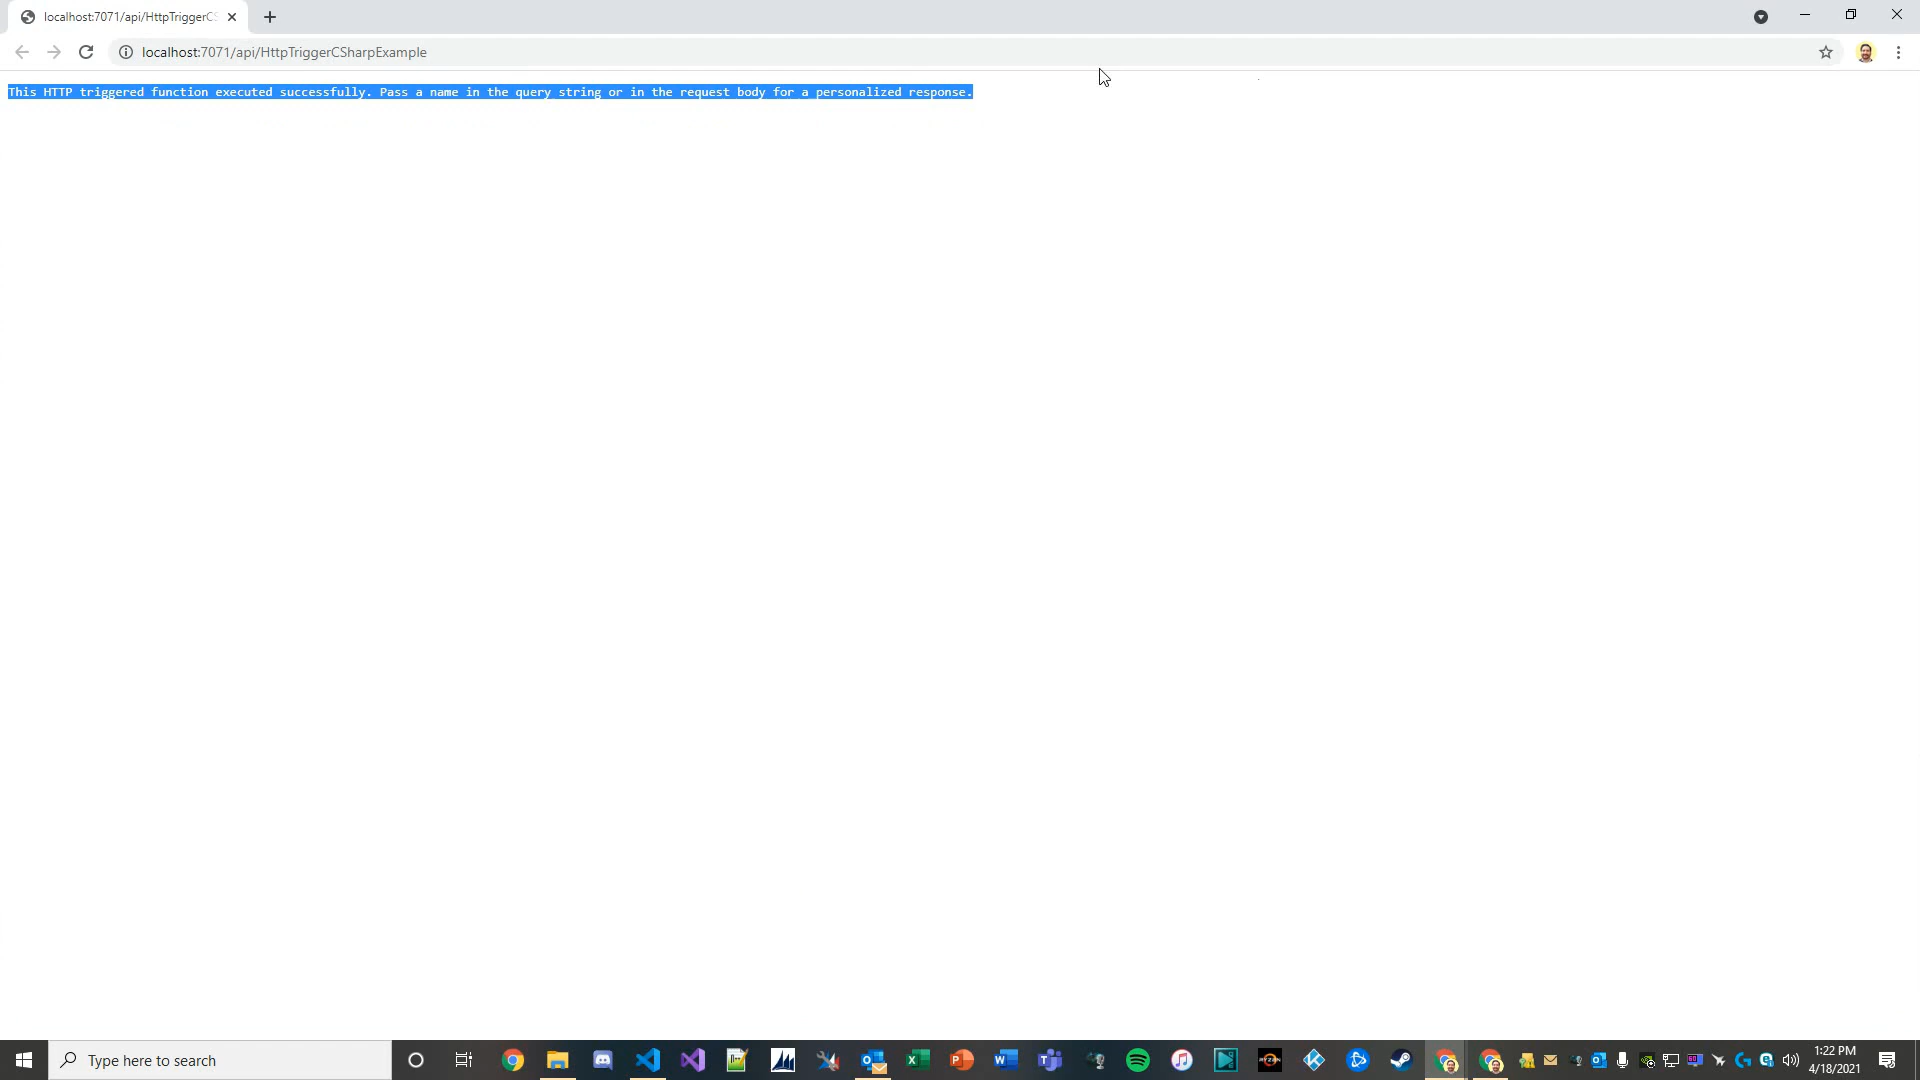 localhost:7071/api/HttpTriggerCS
localhost:7071/api/HttpTriggerCSharpExample
This HTTP triggered function executed successfully. Pass a name in the query string or in the request body for a personalized response.
Type here to search
1:22 PM
4/18/2021